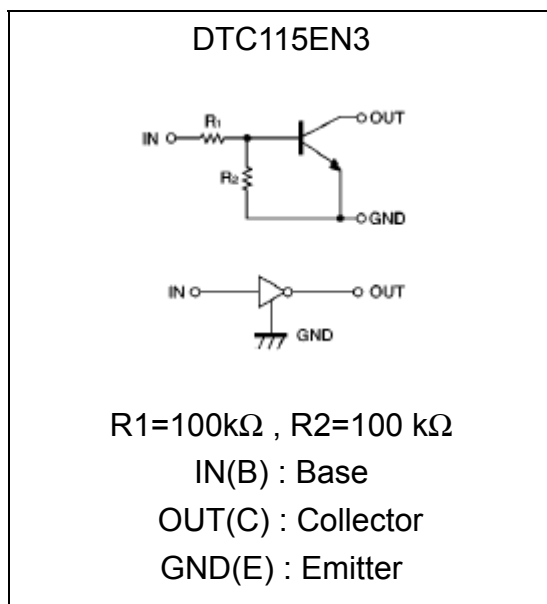 DTC115EN3
R1
OUT
IN
R2
GND
IN
OUT
GND
R1=100kΩ , R2=100 kΩ
IN(B) : Base
OUT(C) : Collector
GND(E) : Emitter